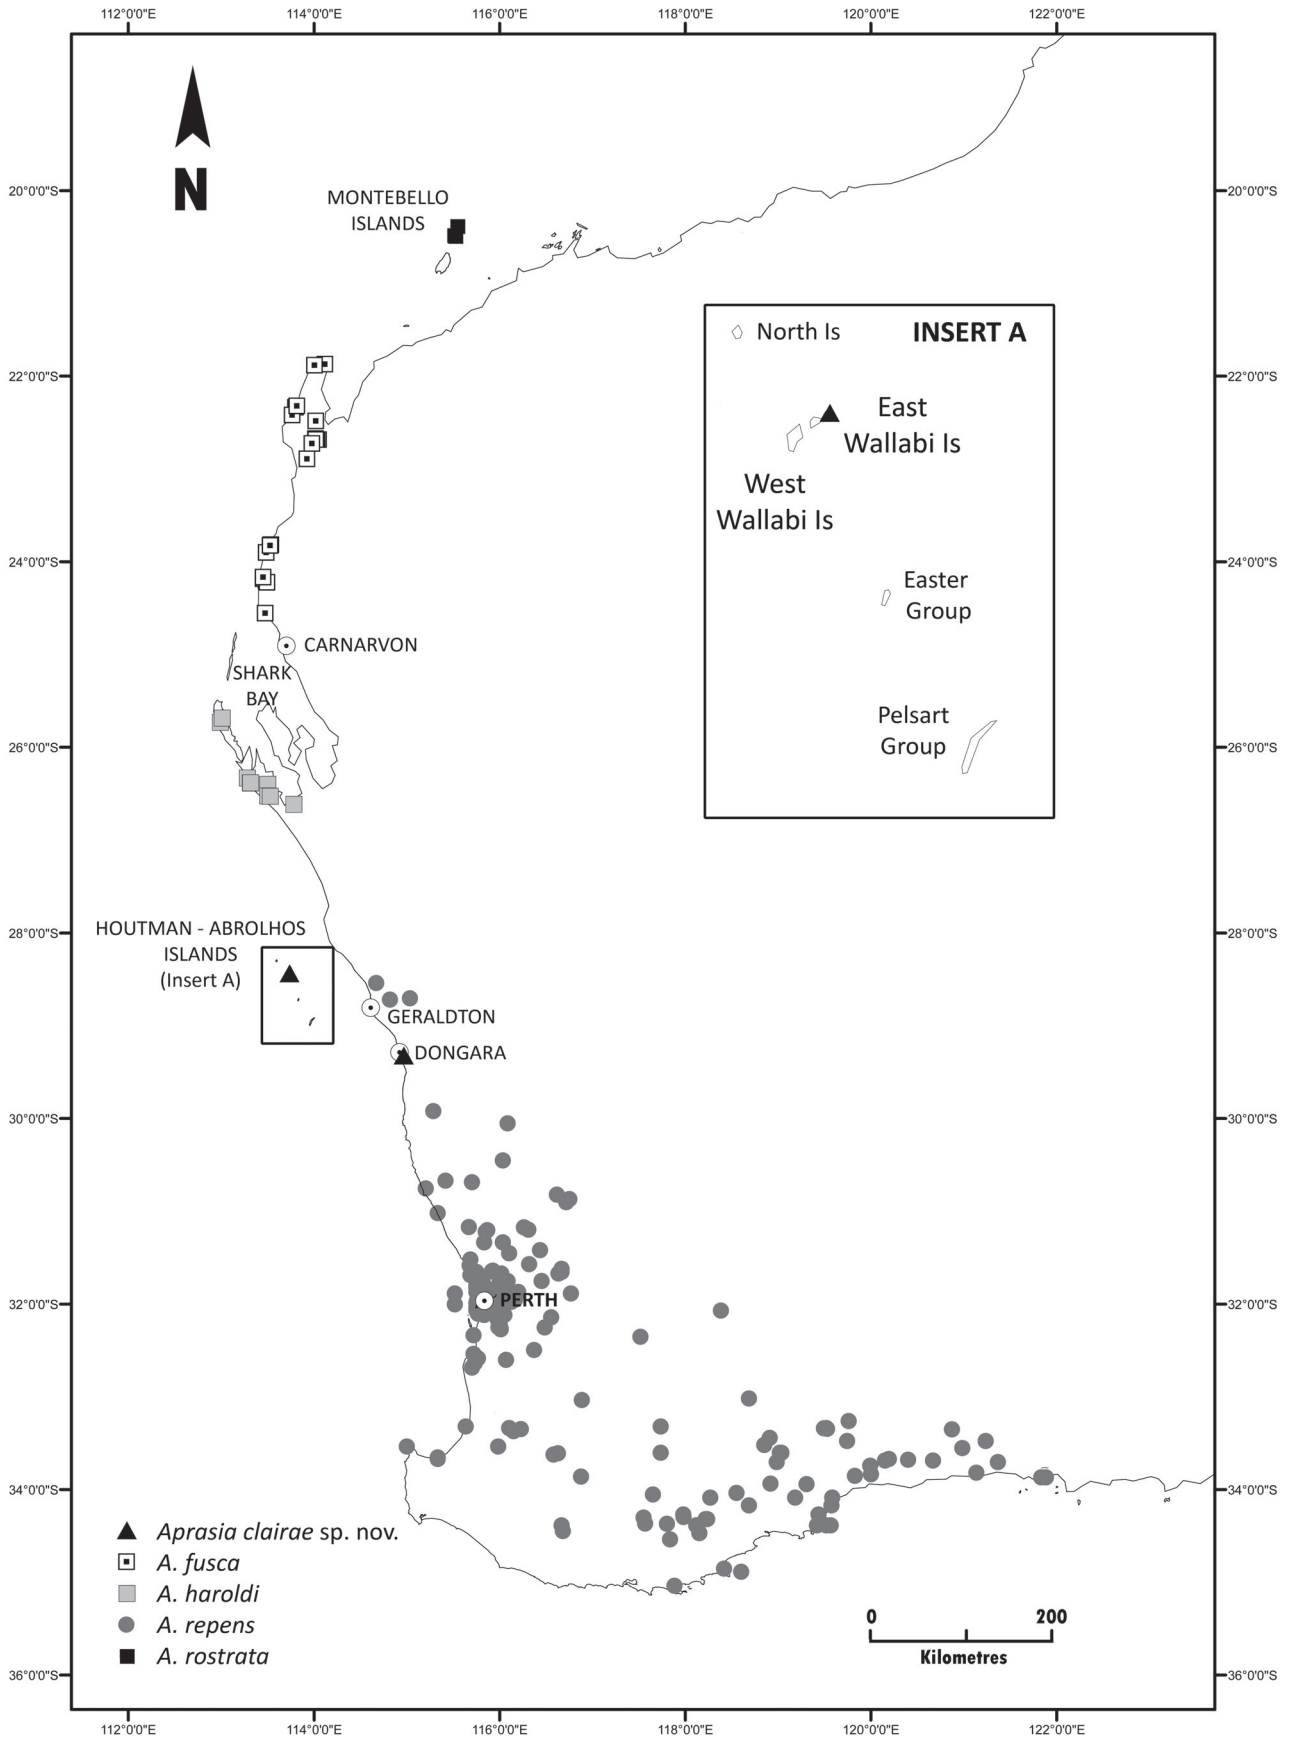 112°0'0"E 114°0'0"E 116°0'0"E 118°0'0"E 120°0'0"E 122°0'0"E
N
20°0'0"S 20°0'0"S
MONTEBELLO
ISLANDS
North Is INSERT A
22°0'0"S 22°0'0"S
East
Wallabi Is
West
Wallabi Is
24°0'0"S 24°0'0"S
Easter
Group
CARNARVON
SHARK
BAY
Pelsart
Group
26°0'0"S 26°0'0"S
HOUTMAN - ABROLHOS
ISLANDS
(Insert A)
28°0'0"S 28°0'0"S
GERALDTON
DONGARA
30°0'0"S 30°0'0"S
PERTH
32°0'0"S 32°0'0"S
34°0'0"S 34°0'0"S
Aprasia clairae sp. nov.
A. fusca
A. haroldi
A. repens
A. rostrata
0 200
Kilometres
36°0'0"S 36°0'0"S
112°0'0"E 114°0'0"E 116°0'0"E 118°0'0"E 120°0'0"E 122°0'0"E